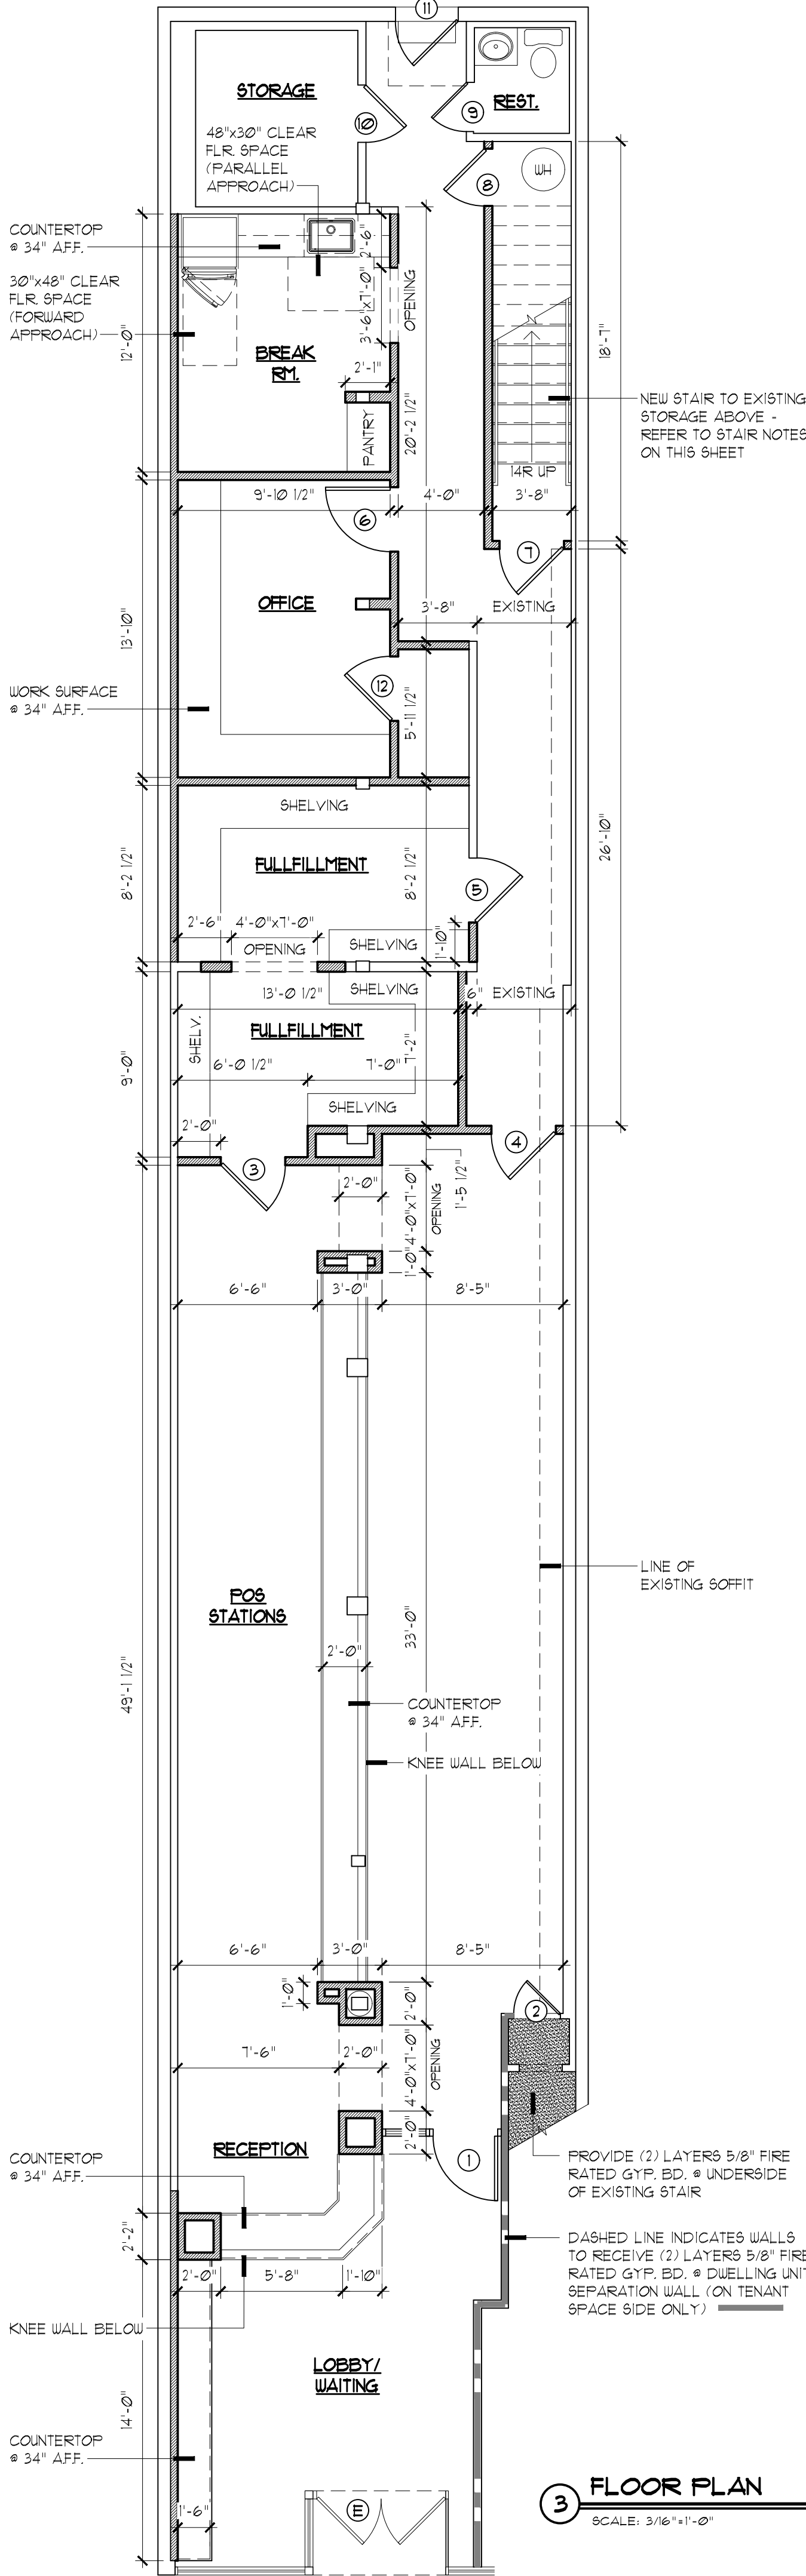 11
STORAGE
REST.
9
10
48"x30" CLEAR
FLR. SPACE
(PARALLEL
APPROACH)
WH
8
COUNTERTOP
@ 34" A.F.F.
2'-6"
3'-6"x7'-0"
OPENING
30"x48" CLEAR
FLR. SPACE
(FORWARD
APPROACH)
12'-0"
18'-7"
BREAK
RM.
2'-1"
NEW STAIR TO EXISTING
STORAGE ABOVE -
REFER TO STAIR NOTES
ON THIS SHEET
PANTRY
20'-2 1/2"
14R UP
9'-10 1/2"
4'-0"
3'-8"
6
7
OFFICE
3'-8"
EXISTING
13'-10"
12
WORK SURFACE
@ 34" A.F.F.
5'-11 1/2"
SHELVING
26'-10"
FULLFILLMENT
8'-2 1/2"
8'-2 1/2"
5
2'-6"
4'-0"x7'-0"
OPENING
SHELVING
1'-10"
SHELVING
13'-0 1/2"
6"
EXISTING
FULLFILLMENT
SHELV.
7'-2"
6'-0 1/2"
7'-0"
9'-0"
SHELVING
2'-0"
4
3
2'-0"
1'-5 1/2"
4'-0"x7'-0"
OPENING
1'-0"
6'-6"
3'-0"
8'-5"
LINE OF
EXISTING SOFFIT
POS
STATIONS
33'-0"
2'-0"
49'-1 1/2"
COUNTERTOP
@ 34" A.F.F.
KNEE WALL BELOW
6'-6"
3'-0"
8'-5"
1'-0"
2'-0"
2
7'-6"
2'-0"
4'-0"x7'-0"
OPENING
2'-0"
RECEPTION
1
COUNTERTOP
@ 34" A.F.F.
PROVIDE (2) LAYERS 5/8" FIRE
RATED GYP. BD. @ UNDERSIDE
OF EXISTING STAIR
2'-2"
DASHED LINE INDICATES WALLS
TO RECEIVE (2) LAYERS 5/8" FIRE
RATED GYP. BD. @ DWELLING UNIT
SEPARATION WALL (ON TENANT
SPACE SIDE ONLY)
2'-0"
5'-8"
1'-10"
KNEE WALL BELOW
LOBBY/
WAITING
14'-0"
COUNTERTOP
@ 34" A.F.F.
1'-6"
E
3
FLOOR PLAN
SCALE: 3/16"=1'-0"